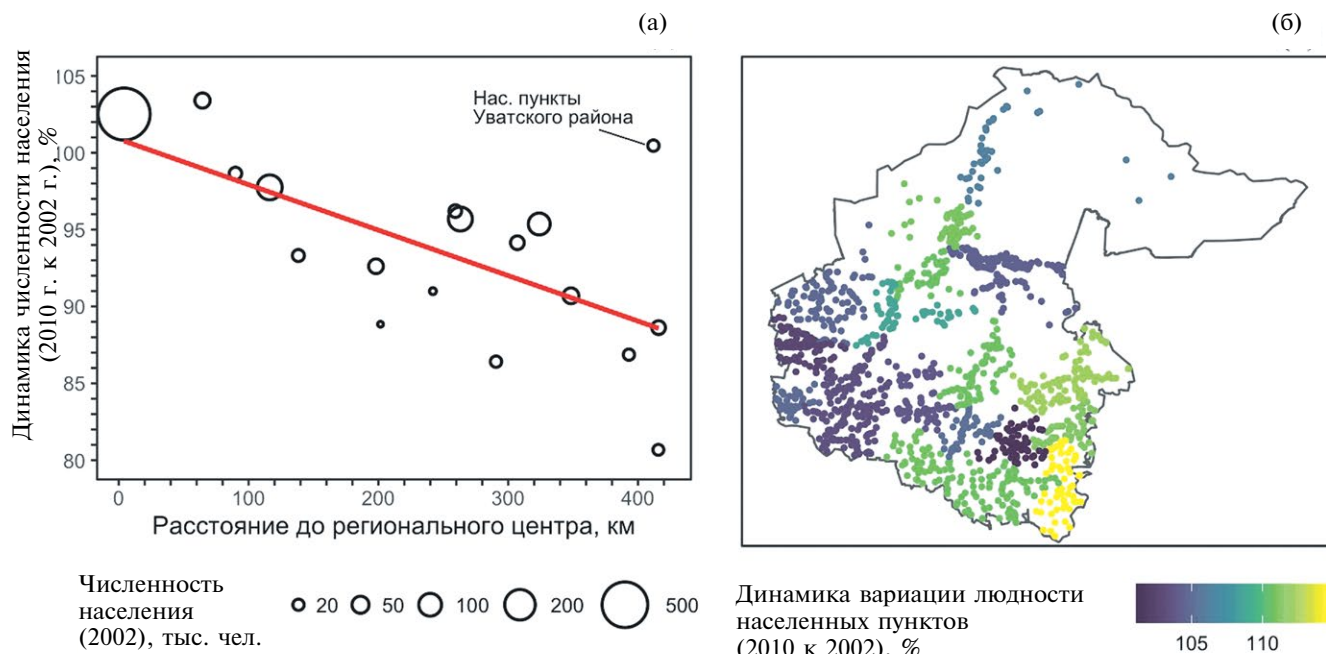 (а)
Динамика численности населения
(2010 г. к 2002 г.), %
105
100
95
90
85
80
Нас. пункты
Уватского района
0 100 200 300 400
Расстояние до регионального центра, км
Численность
населения
(2002), тыс. чел.
20 50 100 200 500
(б)
Динамика вариации людности
населенных пунктов
(2010 к 2002), %
105 110